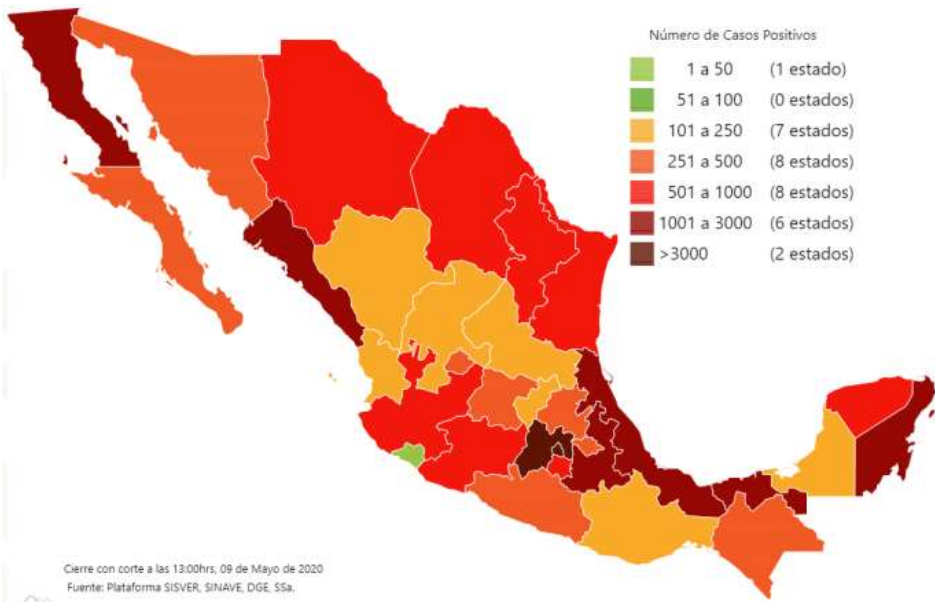 Número de Casos Positivos
1 a 50 (1 estado)
51 a 100 (0 estados)
101 a 250 (7 estados)
251 a 500 (8 estados)
501 a 1000 (8 estados)
1001 a 3000 (6 estados)
>3000 (2 estados)
Cierre con corte a las 13:00hrs, 09 de Mayo de 2020
Fuente: Plataforma SISVER, SINAVE, DGE, SSa.